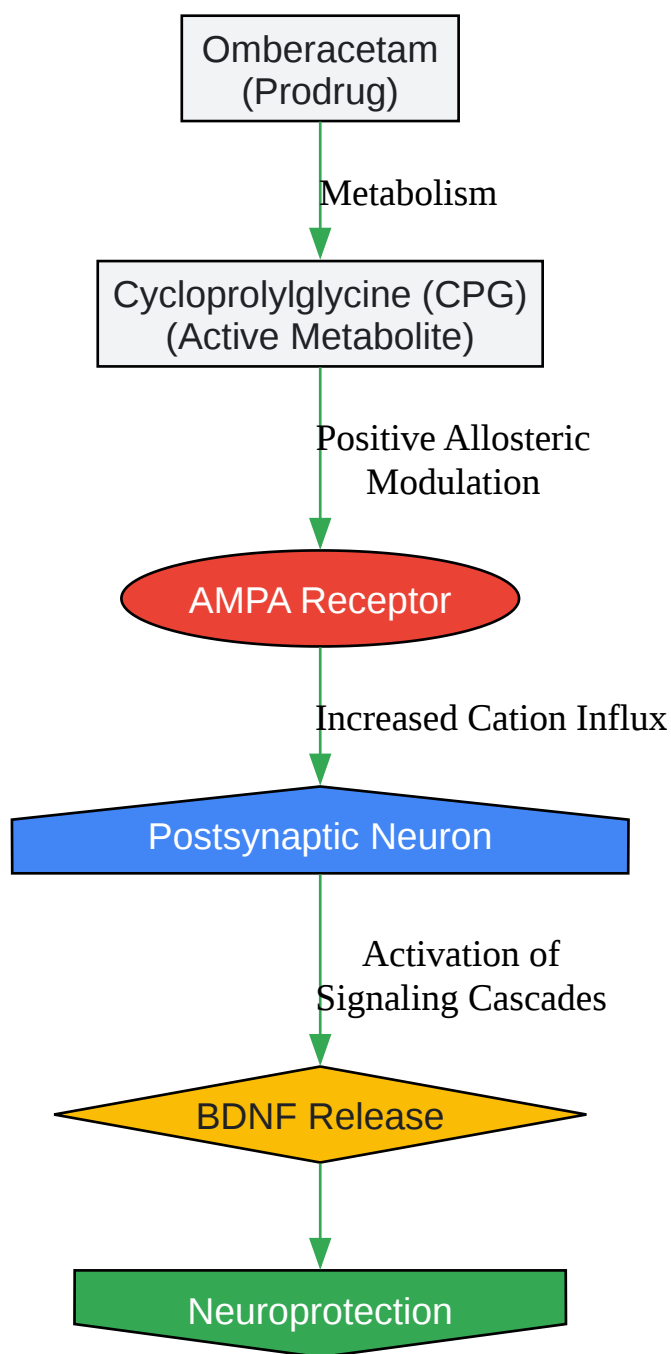 Omberacetam
(Prodrug)
Metabolism
Cycloprolylglycine (CPG)
(Active Metabolite)
Positive Allosteric
Modulation
AMPA Receptor
Increased Cation Influx
Postsynaptic Neuron
Activation of
Signaling Cascades
BDNF Release
Neuroprotection